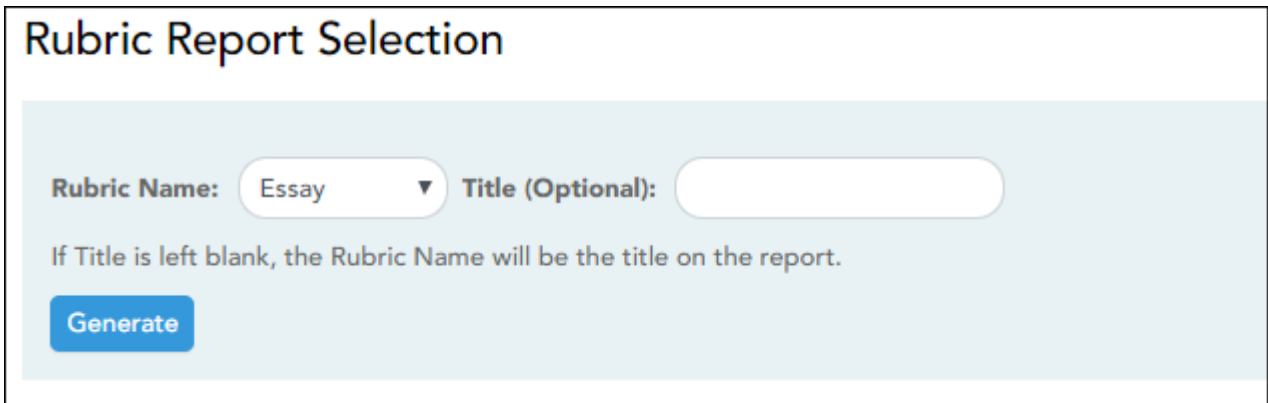 Rubric Report Selection
Rubric Name: Essay ▼ Title (Optional):
If Title is left blank, the Rubric Name will be the title on the report.
Generate